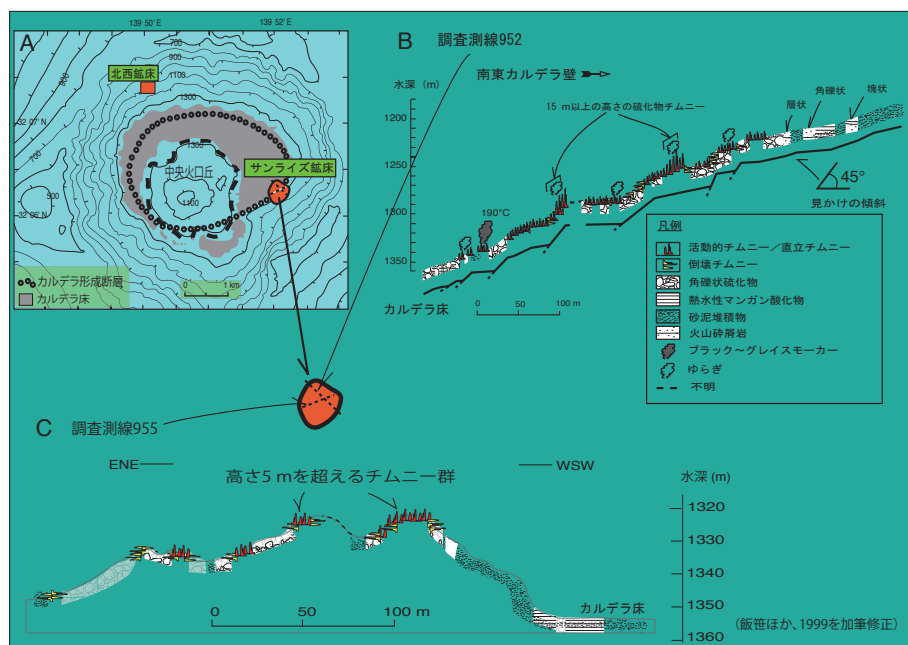 A
139 50' E
139 52' E
700
900
1100
1300
北西鉱床
32 07' N
900
700
500
1300
中央火口丘
1100
サンライズ鉱床
32 06' N
カルデラ形成断層
カルデラ床
0 1 km
B 調査測線952
南東カルデラ壁
水深 (m)
15 m以上の高さの硫化物チムニー
層状
角礫状
塊状
1200
1250
1300
1350
190°C
カルデラ床
0 50 100 m
45°
見かけの傾斜
凡例
活動的チムニー／直立チムニー
倒壊チムニー
角礫状硫化物
熱水性マンガン酸化物
砂泥堆積物
火山砕屑岩
ブラック〜グレイスモーカー
ゆらぎ
不明
調査測線955
C
ENE
WSW
高さ5 mを超えるチムニー群
水深 (m)
1320
1330
1340
1350
1360
0 50 100 m
カルデラ床
(飯笹ほか、1999を加筆修正)